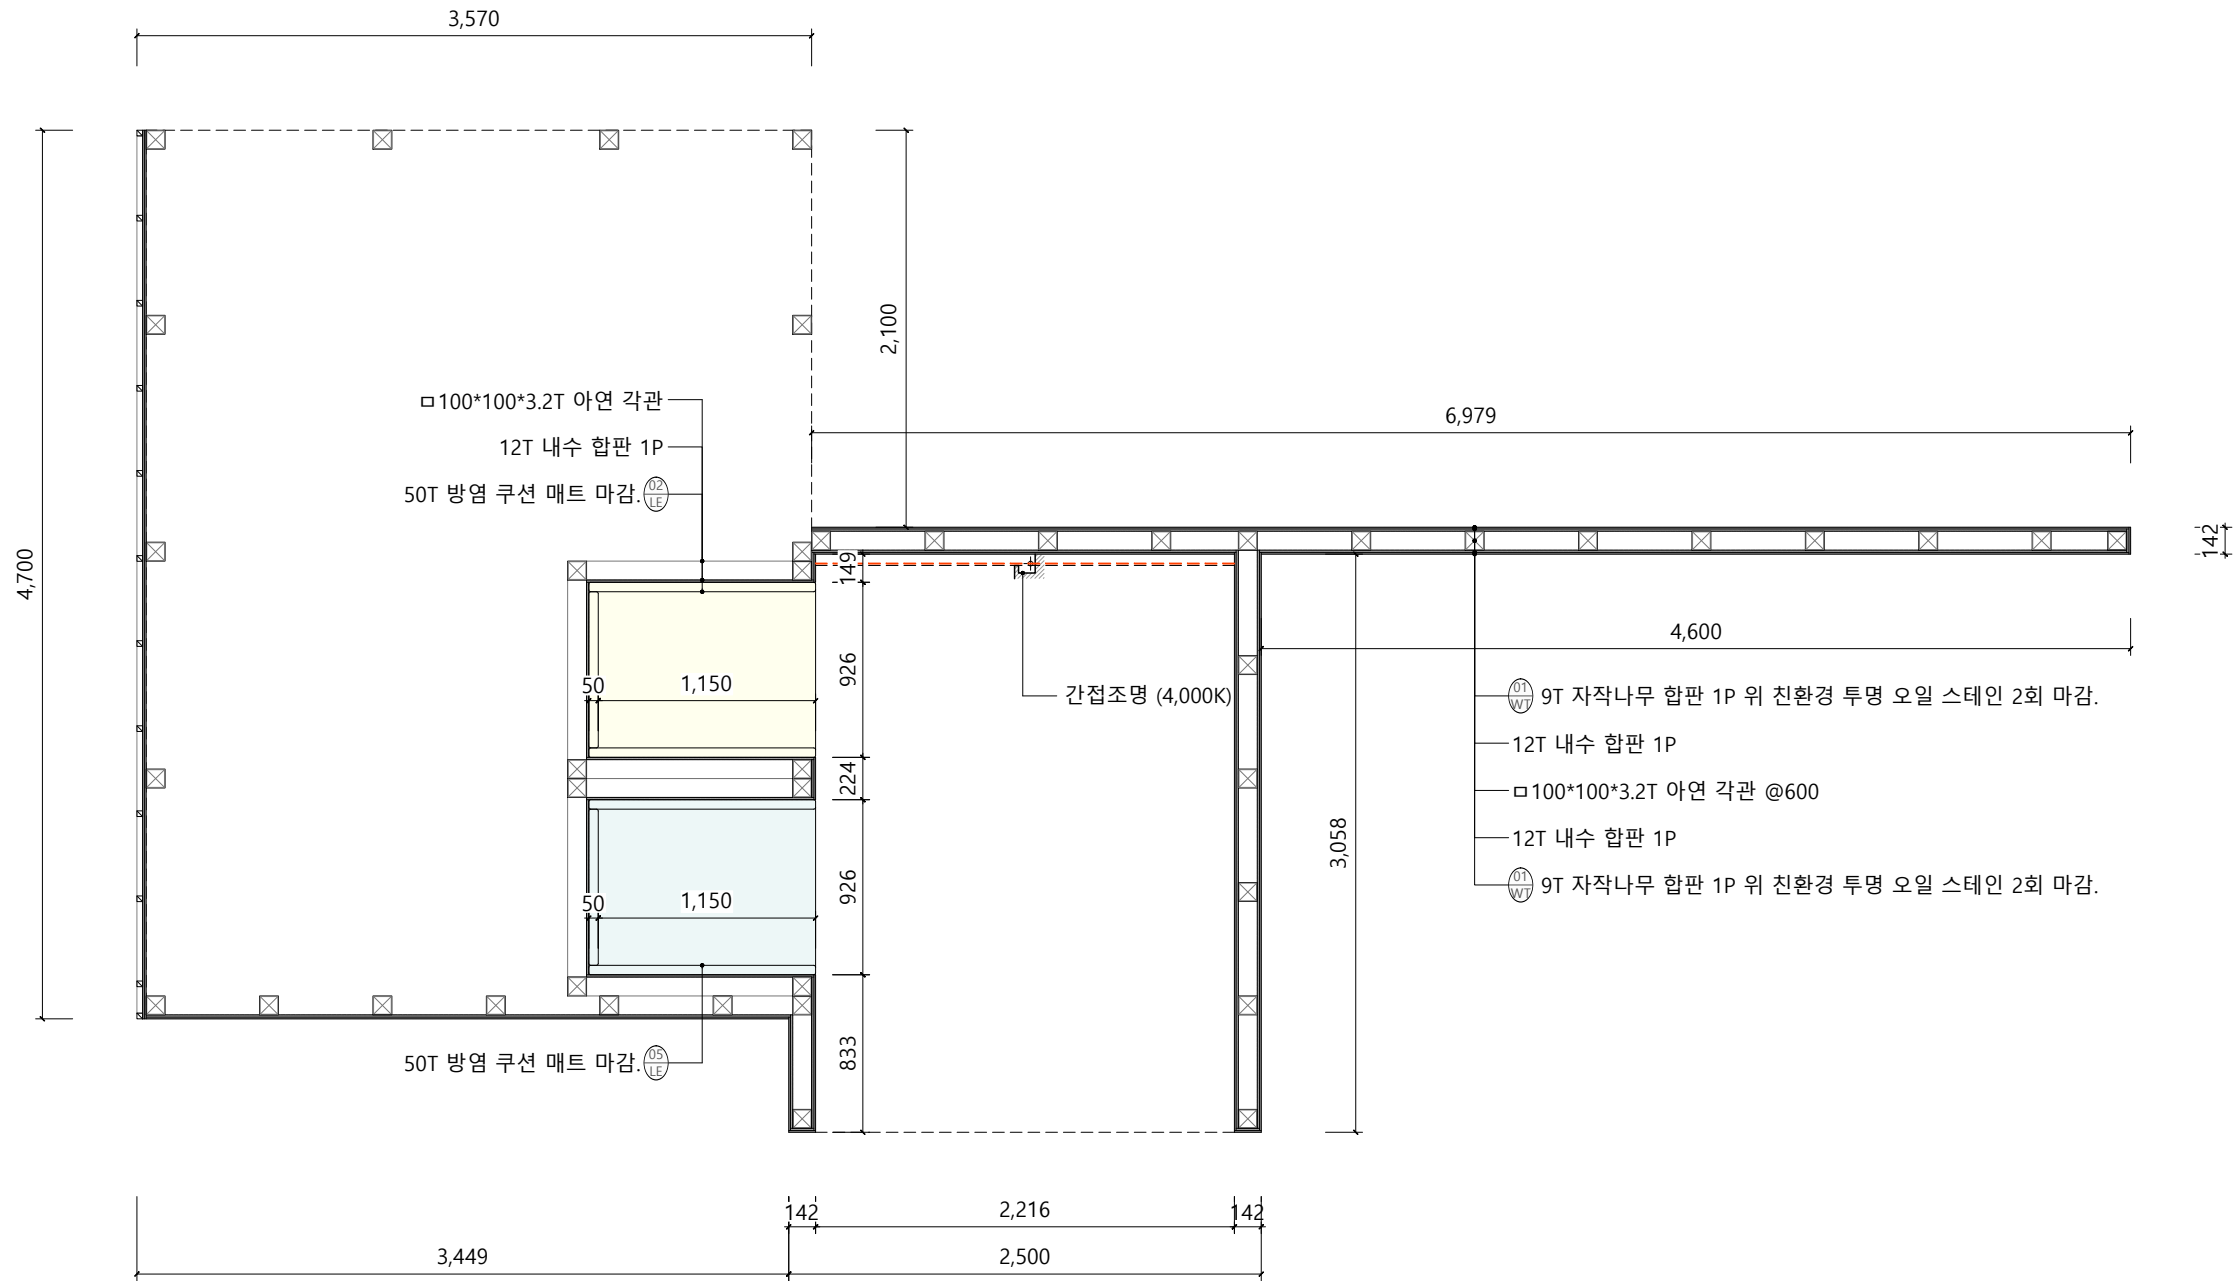 3,570
4,700
2,100
ㅁ100*100*3.2T 아연 각관
12T 내수 합판 1P
50T 방염 쿠션 매트 마감.
02
LE
6,979
142
149
4,600
926
50
1,150
간접조명 (4,000K)
01
WT
9T 자작나무 합판 1P 위 친환경 투명 오일 스테인 2회 마감.
12T 내수 합판 1P
224
ㅁ100*100*3.2T 아연 각관 @600
3,058
12T 내수 합판 1P
01
WT
9T 자작나무 합판 1P 위 친환경 투명 오일 스테인 2회 마감.
926
50
1,150
833
50T 방염 쿠션 매트 마감.
05
LE
142
2,216
142
3,449
2,500